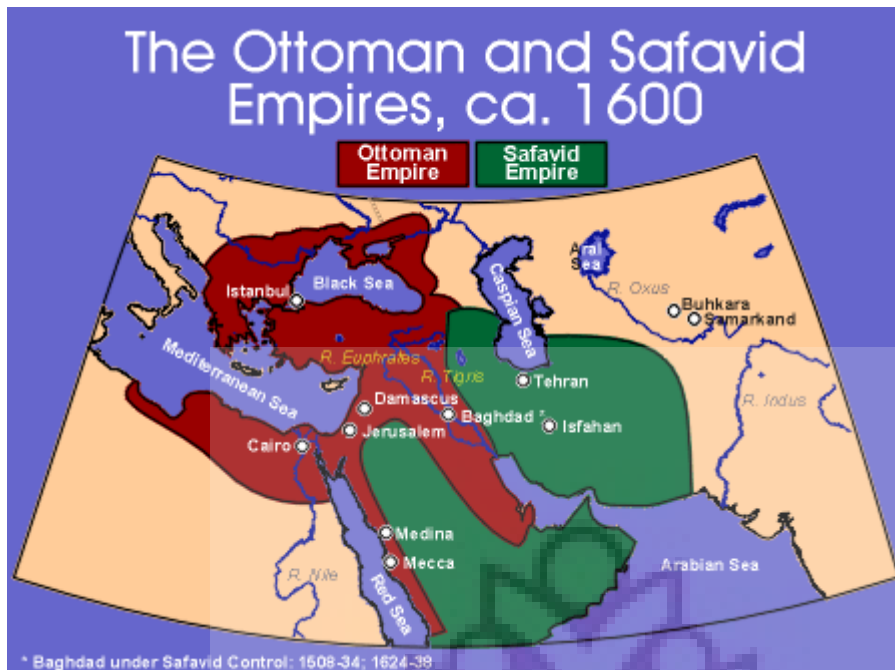 The Ottoman and Safavid
Empires, ca. 1600
Ottoman
Empire
Safavid
Empire
Aral
Sea
Caspian Sea
Black Sea
Istanbul
R. Oxus
Buhkara
Samarkand
Mediterranean Sea
R. Euphrates
R. Tigris
Tehran
R. Indus
Damascus
Baghdad *
Isfahan
Jerusalem
Cairo
Medina
Mecca
Arabian Sea
R. Nile
Red Sea
* Baghdad under Safavid Control: 1508-34; 1624-38